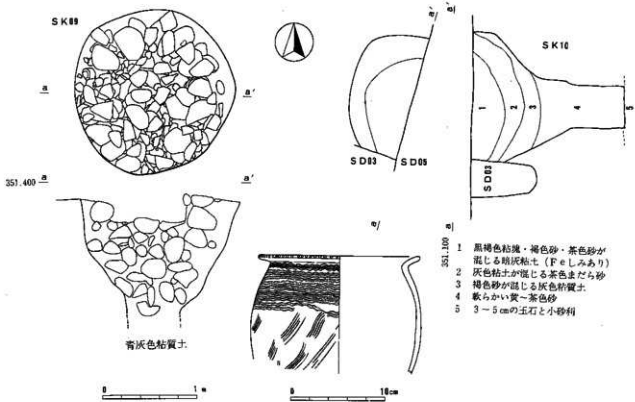 SK09
a
a'
351.400 a
a'
青灰色粘質土
0
1 m
a'
a/
SD03
SD05
a'
a/
SK10
1
2
3
4
5
SD03
a/
a/
351.100
1 黒褐色粘塊・褐色砂・茶色砂が
混じる暗灰粘土(Feしみあり)
2 灰色粘土が混じる茶色まだら砂
3 褐色砂が混じる灰色粘質土
4 軟らかい黄〜茶色砂
5 3〜5cmの玉石と小砂利
0
10cm